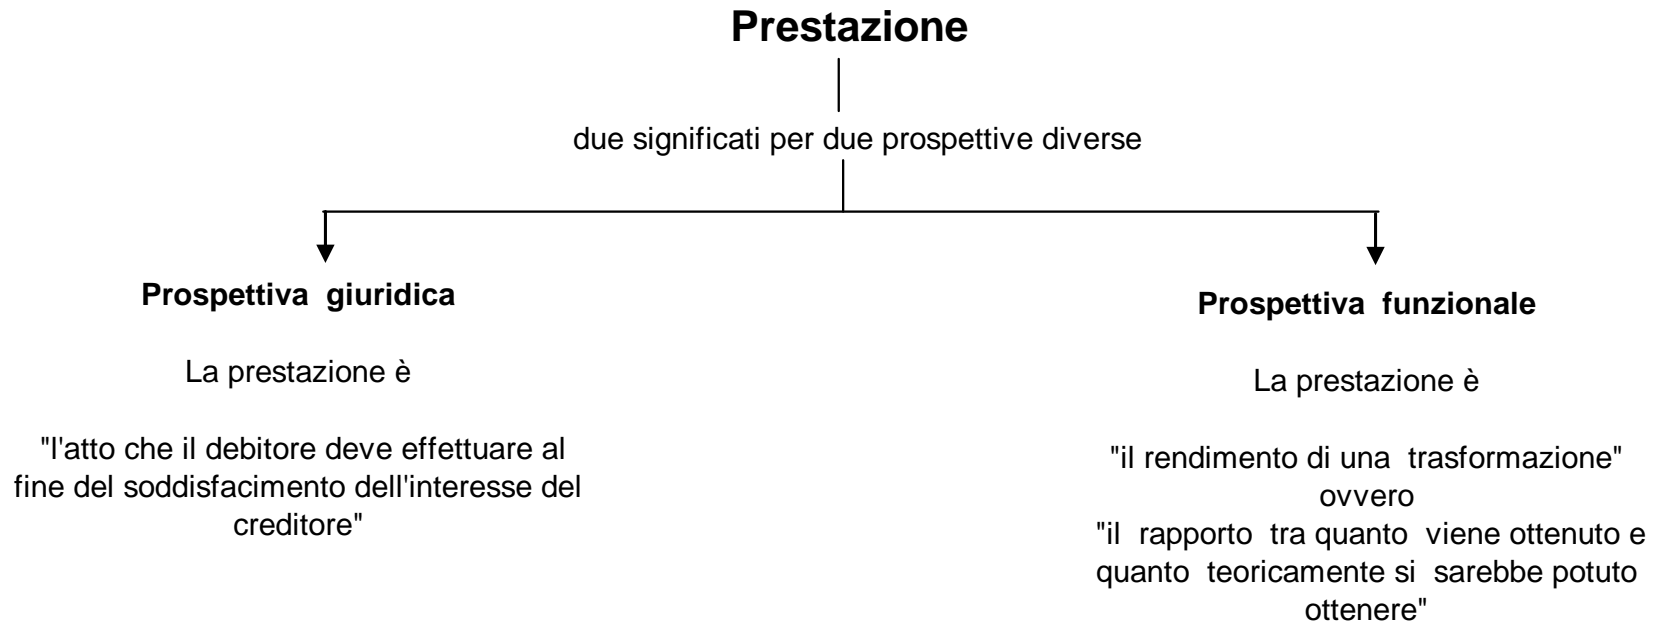 Prestazione
due significati per due prospettive diverse
Prospettiva giuridica
La prestazione è
"l'atto che il debitore deve effettuare al
fine del soddisfacimento dell'interesse del
creditore"
Prospettiva funzionale
La prestazione è
"il rendimento di una trasformazione"
ovvero
"il rapporto tra quanto viene ottenuto e
quanto teoricamente si sarebbe potuto
ottenere"